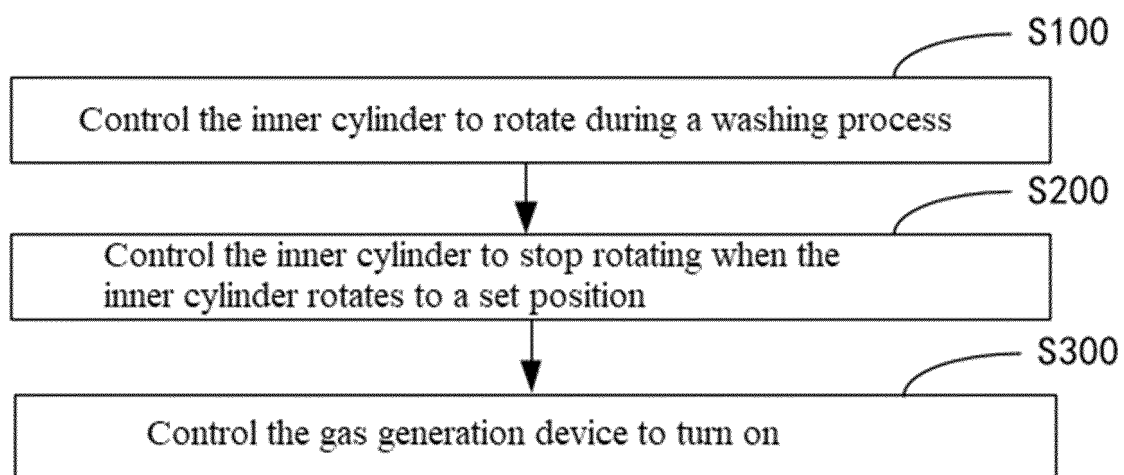 S100
Control the inner cylinder to rotate during a washing process
S200
Control the inner cylinder to stop rotating when the
inner cylinder rotates to a set position
S300
Control the gas generation device to turn on